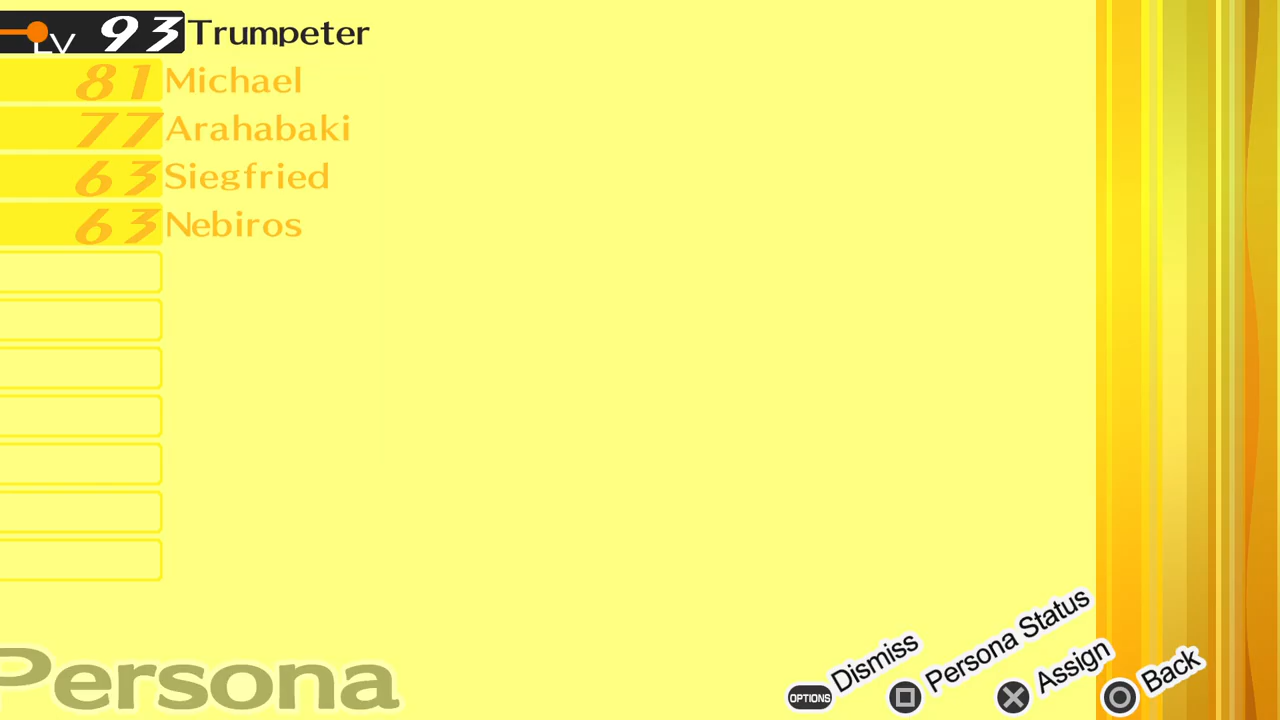 Lv 93 Trumpeter
81 Michael
77 Arahabaki
63 Siegfried
63 Nebiros
Persona
OPTIONS Dismiss
Persona Status
Assign
Back